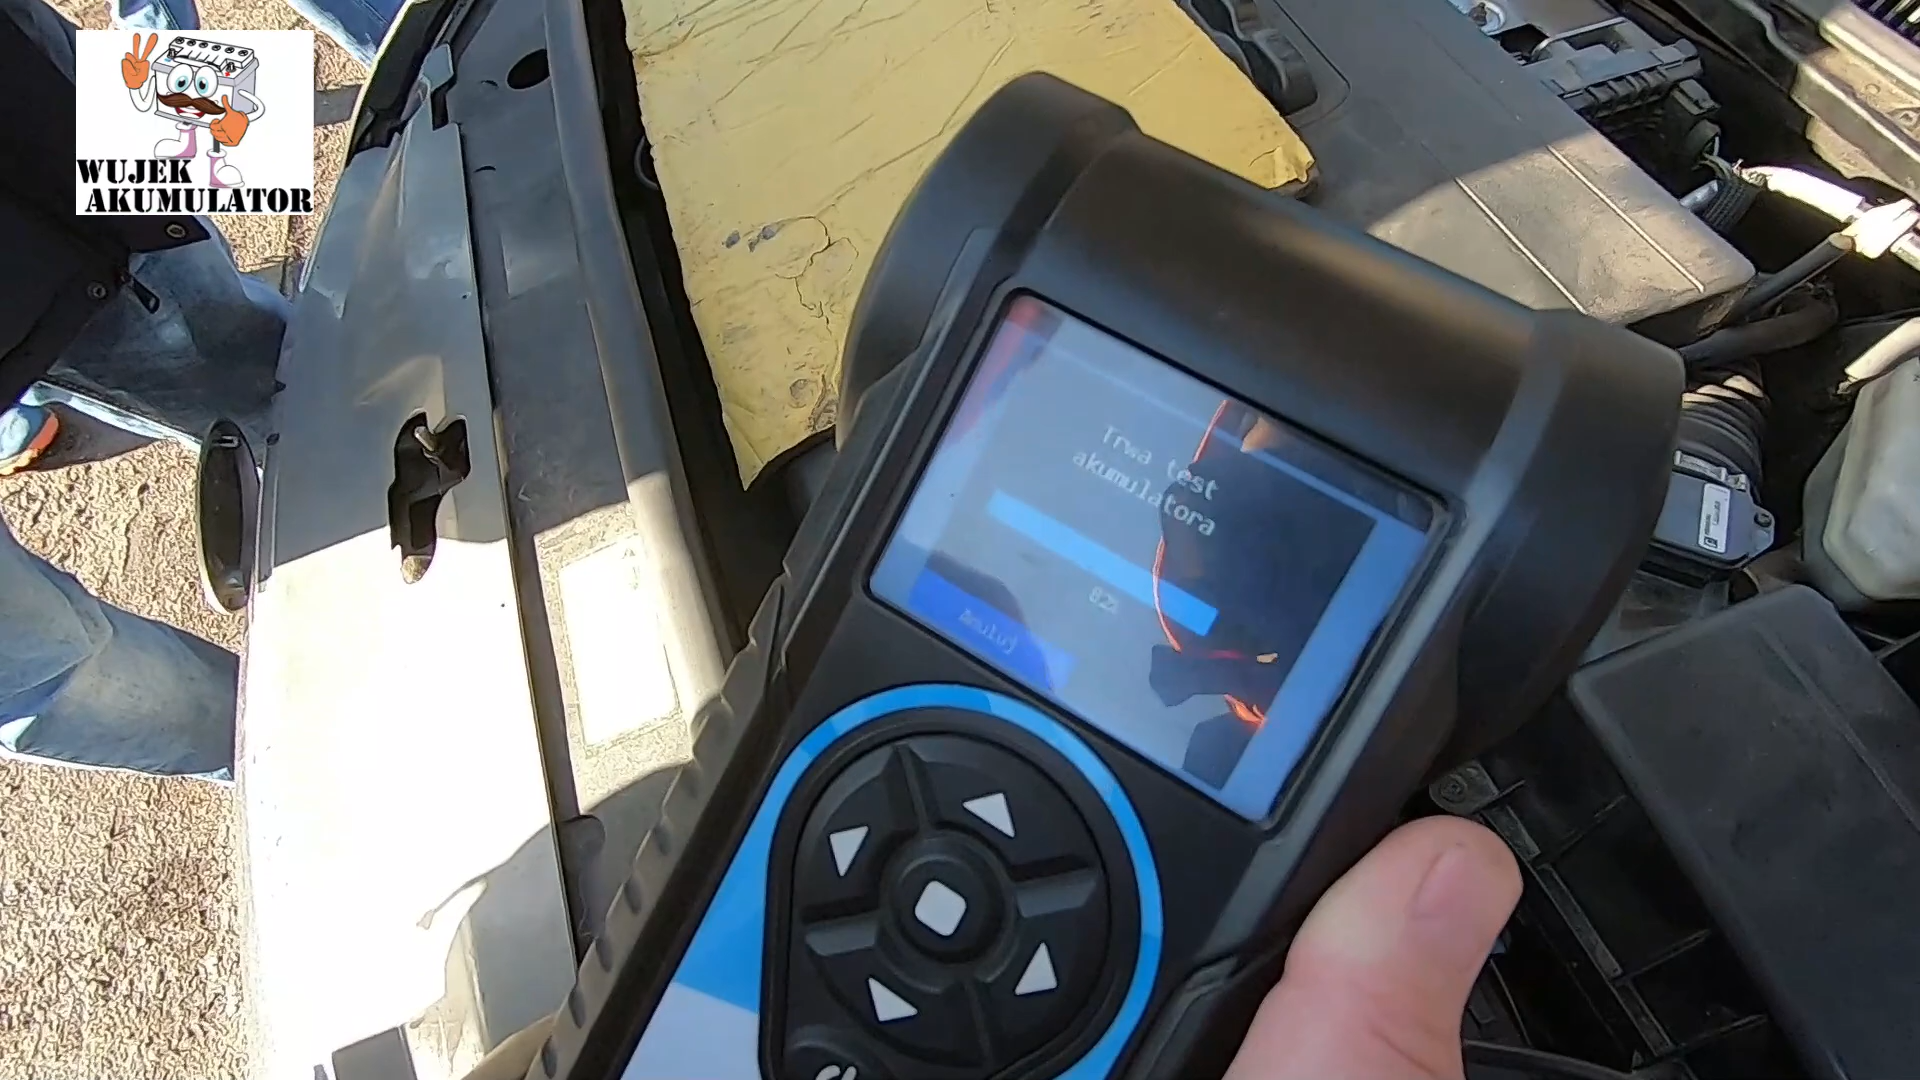 WUJEK
AKUMULATOR
Trwa test
akumulatora
82%
Anuluj